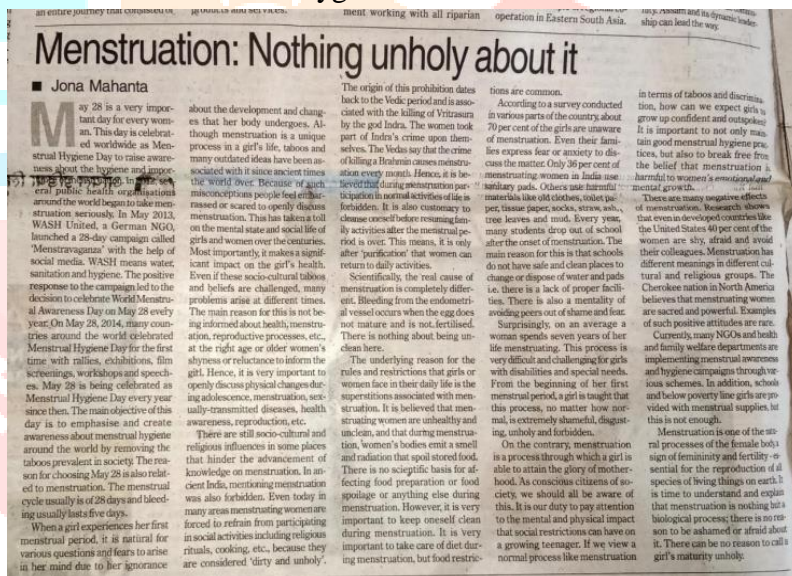 an entire journey that consisted of
products and services.
ment working with all riparian
operation in Eastern South Asia.
Assam and its dynamic leader-
ship can lead the way.
Menstruation: Nothing unholy about it
■ Jona Mahanta
May 28 is a very impor-
tant day for every wom-
an. This day is celebrat-
ed worldwide as Men-
strual Hygiene Day to raise aware-
ness about the hygiene and impor-
eral public health organisations
around the world began to take men-
struation seriously. In May 2013,
WASH United, a German NGO,
launched a 28-day campaign called
'Menstravaganza' with the help of
social media. WASH means water,
sanitation and hygiene. The positive
response to the campaign led to the
decision to celebrate World Menstru-
al Awareness Day on May 28 every
year. On May 28, 2014, many coun-
tries around the world celebrated
Menstrual Hygiene Day for the first
time with rallies, exhibitions, film
screenings, workshops and speech-
es. May 28 is being celebrated as
Menstrual Hygiene Day every year
since then. The main objective of this
day is to emphasise and create
awareness about menstrual hygiene
around the world by removing the
taboos prevalent in society. The rea-
son for choosing May 28 is also relat-
ed to menstruation. The menstrual
cycle usually is of 28 days and bleed-
ing usually lasts five days.
When a girl experiences her first
menstrual period, it is natural for
various questions and fears to arise
in her mind due to her ignorance
about the development and chang-
es that her body undergoes. Al-
though menstruation is a unique
process in a girl's life, taboos and
many outdated ideas have been as-
sociated with it since ancient times
the world over. Because of such
misconceptions people feel embar-
rassed or scared to openly discuss
menstruation. This has taken a toll
on the mental state and social life of
girls and women over the centuries.
Most importantly, it makes a signif-
icant impact on the girl's health.
Even if these socio-cultural taboos
and beliefs are challenged, many
problems arise at different times.
The main reason for this is not be-
ing informed about health, menstru-
ation, reproductive processes, etc.,
at the right age or older women's
shyness or reluctance to inform the
girl. Hence, it is very important to
openly discuss physical changes dur-
ing adolescence, menstruation, sex-
ually-transmitted diseases, health
awareness, reproduction, etc.
There are still socio-cultural and
religious influences in some places
that hinder the advancement of
knowledge on menstruation. In an-
cient India, mentioning menstruation
was also forbidden. Even today in
many areas menstruating women are
forced to refrain from participating
in social activities including religious
rituals, cooking, etc., because they
are considered 'dirty and unholy'.
The origin of this prohibition dates
back to the Vedic period and is asso-
ciated with the killing of Vritrasura
by the god Indra. The women took
part of Indra's crime upon them-
selves. The Vedas say that the crime
of killing a Brahmin causes menstru-
ation every month. Hence, it is be-
lieved that during menstruation par-
ticipation in normal activities of life is
forbidden. It is also customary to
cleanse oneself before resuming fam-
ily activities after the menstrual pe-
riod is over. This means, it is only
after 'purification' that women can
return to daily activities.
Scientifically, the real cause of
menstruation is completely differ-
ent. Bleeding from the endometri-
al vessel occurs when the egg does
not mature and is not fertilised.
There is nothing about being un-
clean here.
The underlying reason for the
rules and restrictions that girls or
women face in their daily life is the
superstitions associated with men-
struation. It is believed that men-
struating women are unhealthy and
unclean, and that during menstrua-
tion, women's bodies emit a smell
and radiation that spoil stored food.
There is no scieptific basis for af-
fecting food preparation or food
spoilage or anything else during
menstruation. However, it is very
important to keep oneself clean
during menstruation. It is very
important to take care of diet dur-
ing menstruation, but food restric-
tions are common.
According to a survey conducted
in various parts of the country, about
70 per cent of the girls are unaware
of menstruation. Even their fami-
lies express fear or anxiety to dis-
cuss the matter. Only 36 per cent of
menstruating women in India use
sanitary pads. Others use harmful
materials like old clothes, toilet pa-
per, tissue paper, socks, straw, ash,
tree leaves and mud. Every year,
many students drop out of school
after the onset of menstruation. The
main reason for this is that schools
do not have safe and clean places to
change or dispose of water and pads
i.e. there is a lack of proper facili-
ties. There is also a mentality of
avoiding peers out of shame and fear.
Surprisingly, on an average a
woman spends seven years of her
life menstruating. This process is
very difficult and challenging for girls
with disabilities and special needs.
From the beginning of her first
menstrual period, a girl is taught that
this process, no matter how nor-
mal, is extremely shameful, disgust-
ing, unholy and forbidden.
On the contrary, menstruation
is a process through which a girl is
able to attain the glory of mother-
hood. As conscious citizens of so-
ciety, we should all be aware of
this. It is our duty to pay attention
to the mental and physical impact
that social restrictions can have on
a growing teenager. If we view a
normal process like menstruation
in terms of taboos and discrimina-
tion, how can we expect girls to
grow up confident and outspoken?
It is important to not only main-
tain good menstrual hygiene prac-
tices, but also to break free from
the belief that menstruation is
harmful to women's emotional and
mental growth.
There are many negative effects
of menstruation. Research shows
that even in developed countries like
the United States 40 per cent of the
women are shy, afraid and avoid
their colleagues. Menstruation has
different meanings in different cul-
tural and religious groups. The
Cherokee nation in North America
believes that menstruating women
are sacred and powerful. Examples
of such positive attitudes are rare.
Currently, many NGOs and health
and family welfare departments are
implementing menstrual awareness
and hygiene campaigns through var-
ious schemes. In addition, schools
and below poverty line girls are pro-
vided with menstrual supplies, but
this is not enough.
Menstruation is one of the natu-
ral processes of the female body, a
sign of femininity and fertility - es-
sential for the reproduction of all
species of living things on earth. It
is time to understand and explain
that menstruation is nothing but a
biological process; there is no rea-
son to be ashamed or afraid about
it. There can be no reason to call a
girl's maturity unholy.